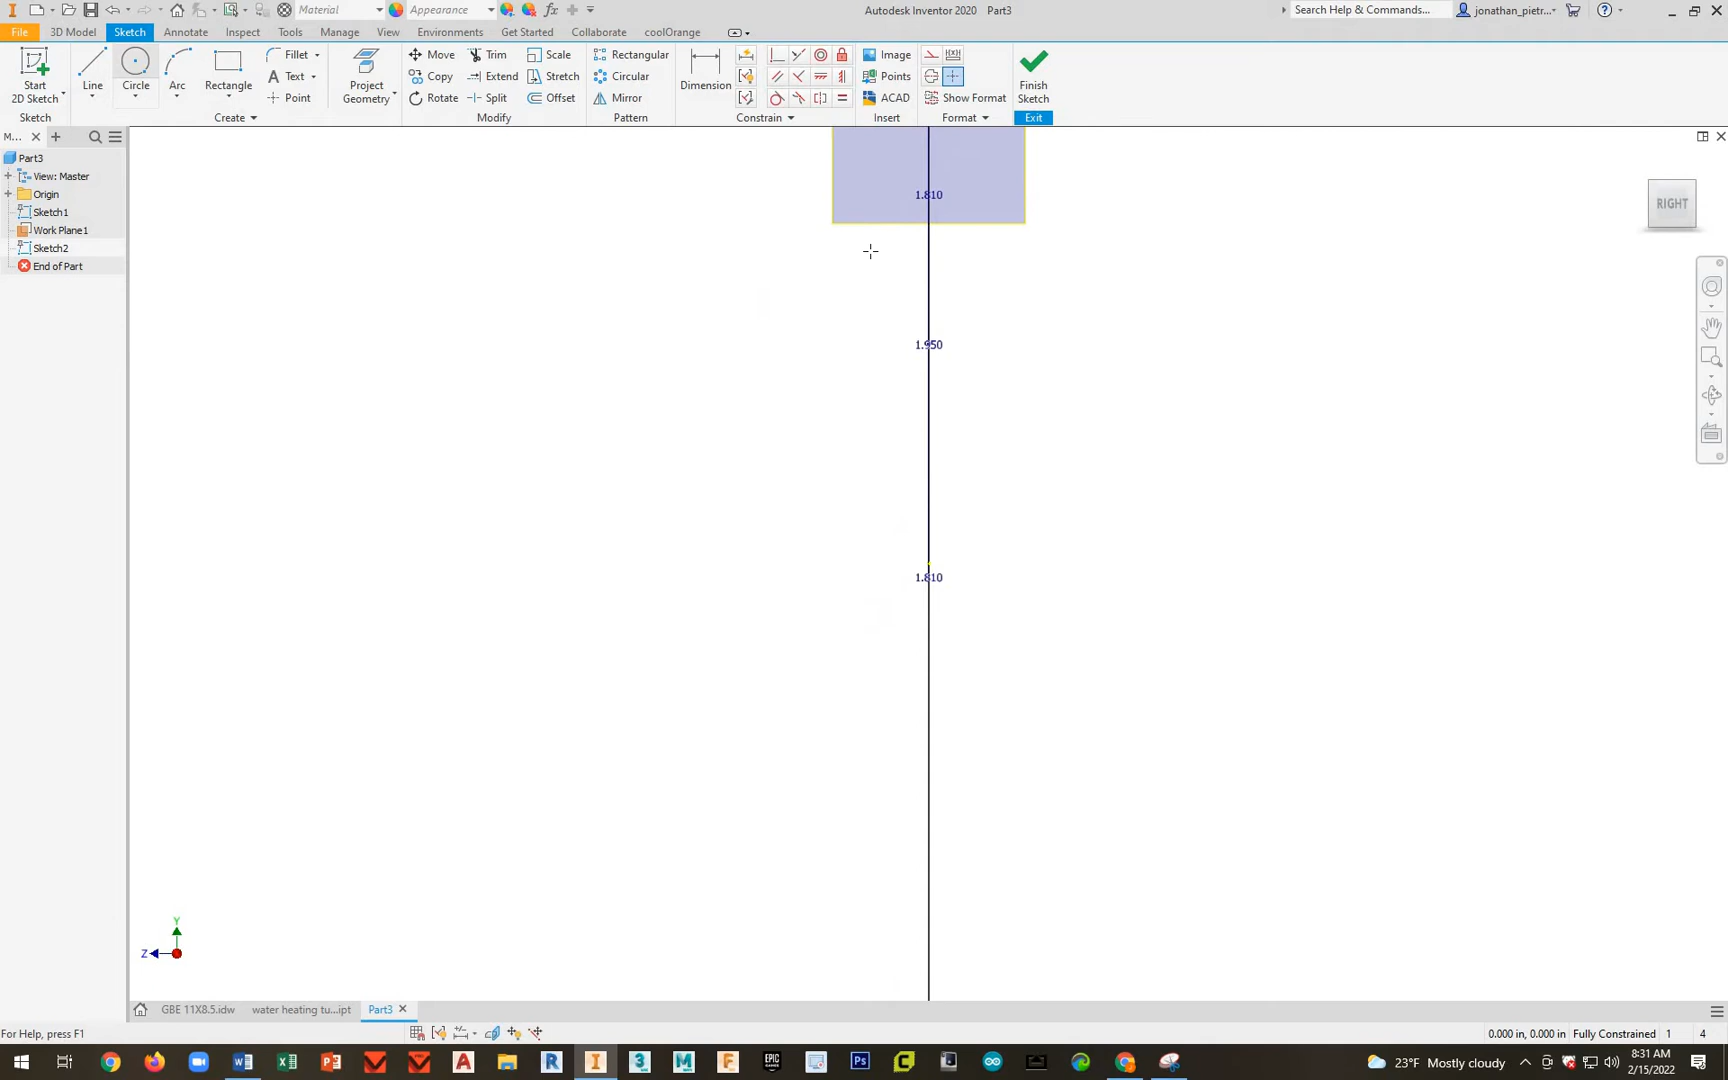 Material
Appearance
Autodesk Inventor 2020 Part3
Search Help & Commands...
jonathan_pietr...
File
3D Model
Sketch
Annotate
Inspect
Tools
Manage
View
Environments
Get Started
Collaborate
coolOrange
Start
2D Sketch
Line
Circle
Arc
Rectangle
Fillet
Text
Point
Project
Geometry
Move
Copy
Rotate
Trim
Extend
Split
Scale
Stretch
Offset
Rectangular
Circular
Mirror
Dimension
Image
Points
ACAD
Show Format
Finish
Sketch
Sketch
Create
Modify
Pattern
Constrain
Insert
Format
Exit
M...
Part3
View: Master
Origin
Sketch1
Work Plane1
Sketch2
End of Part
1.810
1.950
1.810
RIGHT
Y
Z
GBE 11X8.5.idw
water heating tu...ipt
Part3
For Help, press F1
0.000 in, 0.000 in Fully Constrained 1 4
23°F Mostly cloudy
8:31 AM
2/15/2022